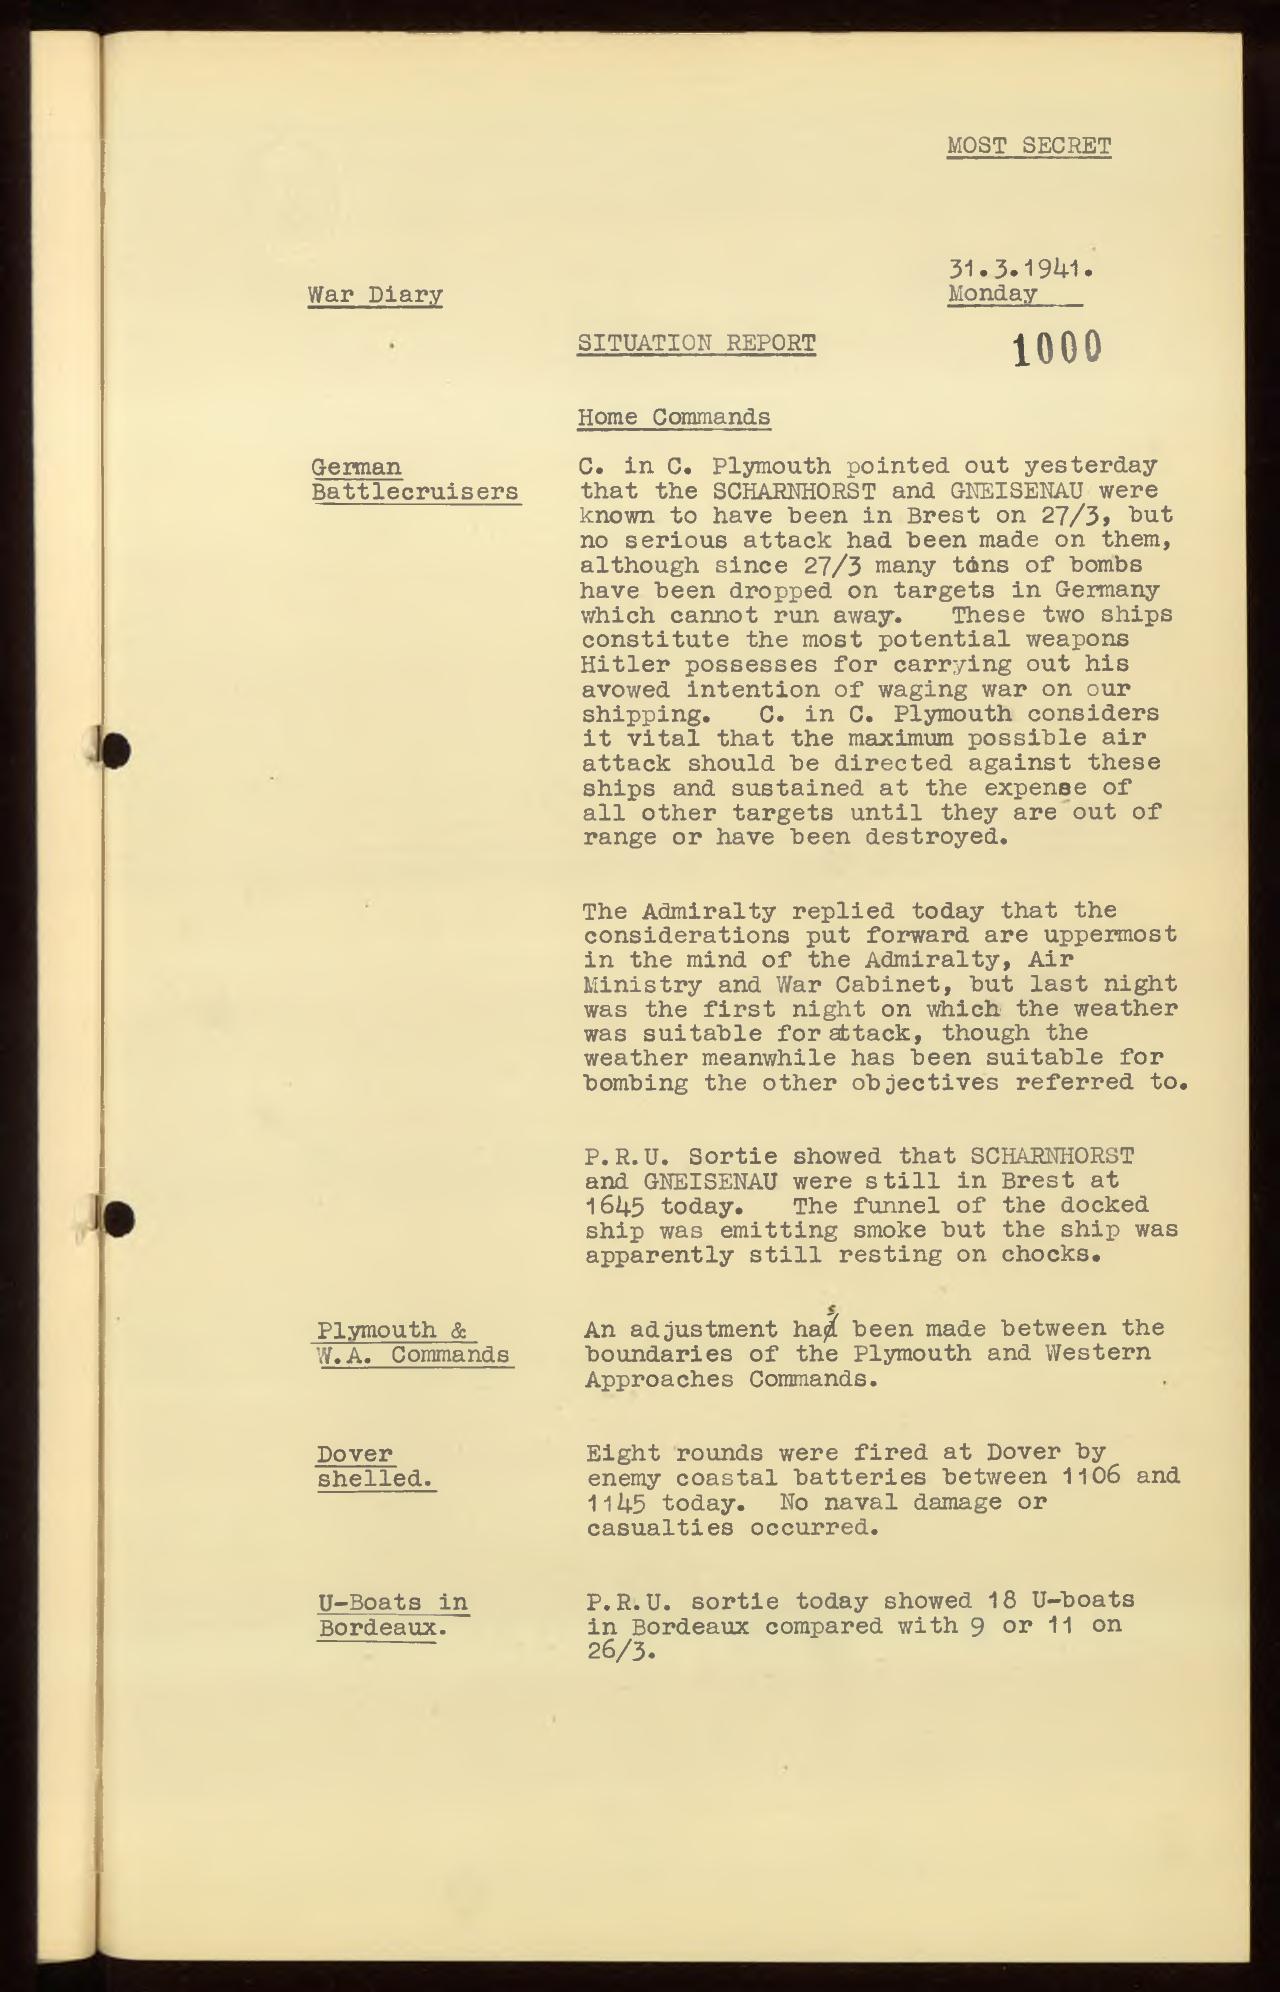 MOST SECRET
31.3.1941.
War Diary
Monday
SITUATION REPORT
1000
Home Commands
German
Battlecruisers
C. in C. Plymouth pointed out yesterday
that the SCHARNHORST and GNEISENAU were
known to have been in Brest on 27/3, but
no serious attack had been made on them,
although since 27/3 many tons of bombs
have been dropped on targets in Germany
which cannot run away. These two ships
constitute the most potential weapons
Hitler possesses for carrying out his
avowed intention of waging war on our
shipping. C. in C. Plymouth considers
it vital that the maximum possible air
attack should be directed against these
ships and sustained at the expense of
all other targets until they are out of
range or have been destroyed.
The Admiralty replied today that the
considerations put forward are uppermost
in the mind of the Admiralty, Air
Ministry and War Cabinet, but last night
was the first night on which the weather
was suitable for attack, though the
weather meanwhile has been suitable for
bombing the other objectives referred to.
P.R.U. Sortie showed that SCHARNHORST
and GNEISENAU were still in Brest at
1645 today. The funnel of the docked
ship was emitting smoke but the ship was
apparently still resting on chocks.
Plymouth &
W.A. Commands
An adjustment has been made between the
boundaries of the Plymouth and Western
Approaches Commands.
Dover
shelled.
Eight rounds were fired at Dover by
enemy coastal batteries between 1106 and
1145 today. No naval damage or
casualties occurred.
U-Boats in
Bordeaux.
P.R.U. sortie today showed 18 U-boats
in Bordeaux compared with 9 or 11 on
26/3.